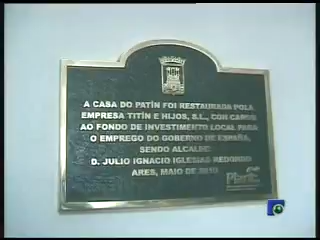 A CASA DO PATÍN FOI RESTAURADA POLA
EMPRESA TITÍN E HIJOS, S.L., CON CARGO
AO FONDO DE INVESTIMENTO LOCAL PARA
O EMPREGO DO GOBERNO DE ESPAÑA,
SENDO ALCALDE:
D. JULIO IGNACIO IGLESIAS REDONDO
ARES, MAIO DE 2010
PlanE